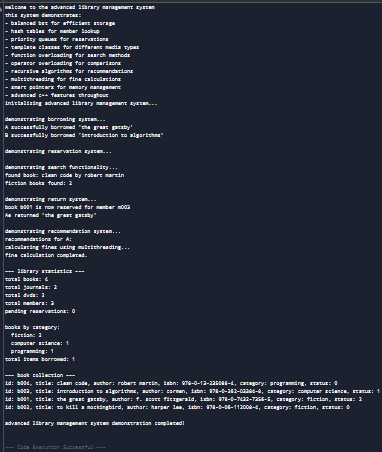 welcome to the advanced library management system
this system demonstrates:
- balanced bst for efficient storage
- hash tables for member lookup
- priority queues for reservations
- template classes for different media types
- function overloading for search methods
- operator overloading for comparisons
- recursive algorithms for recommendations
- multithreading for fine calculations
- smart pointers for memory management
- advanced c++ features throughout
initializing advanced library management system...
demonstrating borrowing system...
A successfully borrowed "the great gatsby"
B successfully borrowed "introduction to algorithms"
demonstrating reservation system...
demonstrating search functionality...
found book: clean code by robert martin
fiction books found: 2
demonstrating return system...
book b001 is now reserved for member m003
Aa returned "the great gatsby"
demonstrating recommendation system...
recommendations for A:
calculating fines using multithreading...
fine calculation completed.
--- library statistics ---
total books: 4
total journals: 2
total dvds: 2
total members: 3
pending reservations: 0
books by category:
fiction: 2
computer science: 1
programming: 1
total items borrowed: 1
--- book collection ---
id: b004, title: clean code, author: robert martin, isbn: 978-0-13-235088-4, category: programming, status: 0
id: b003, title: introduction to algorithms, author: cormen, isbn: 978-0-262-03384-8, category: computer science, status: 1
id: b001, title: the great gatsby, author: f. scott fitzgerald, isbn: 978-0-7432-7356-5, category: fiction, status: 2
id: b002, title: to kill a mockingbird, author: harper lee, isbn: 978-0-06-112008-4, category: fiction, status: 0
advanced library management system demonstration completed!
--- Code Execution Successful ---